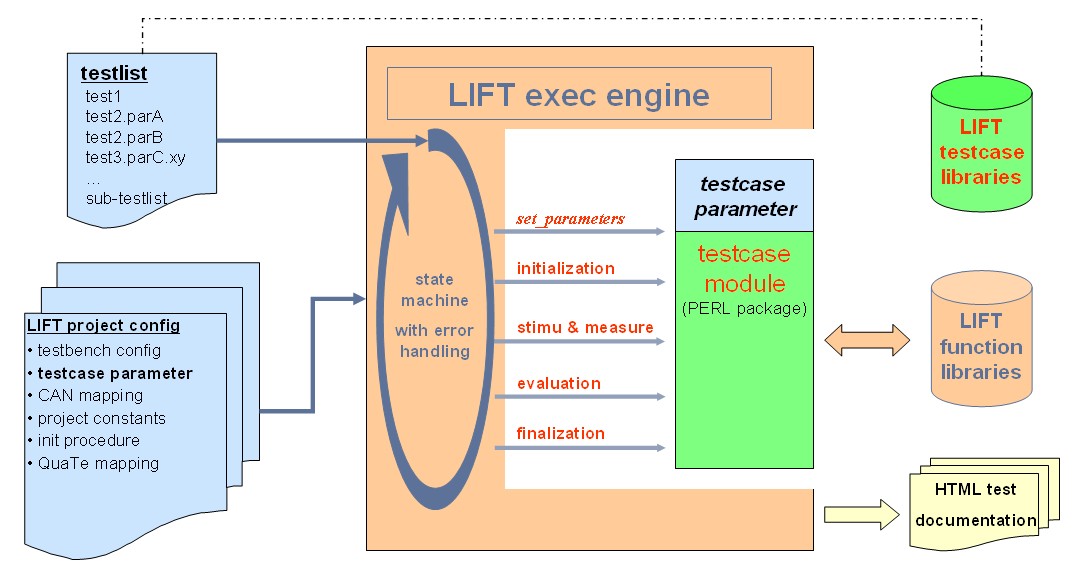 testlist
test1
test2.parA
test2.parB
test3.parC.xy
...
sub-testlist
LIFT project config
• testbench config
• testcase parameter
• CAN mapping
• project constants
• init procedure
• QuaTe mapping
LIFT exec engine
state
machine
with error
handling
set_parameters
initialization
stimu & measure
evaluation
finalization
testcase
parameter
testcase
module
(PERL package)
LIFT
testcase
libraries
LIFT
function
libraries
HTML test
documentation